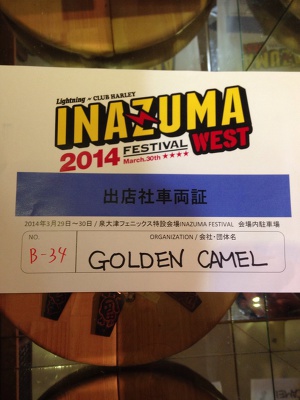 Lightning × CLUB HARLEY
INAZUMA
2014 FESTIVAL WEST
March.30th ★★★★
出店社車両証
2014年3月29日~30日 / 泉大津フェニックス特設会場INAZUMA FESTIVAL 会場内駐車場
NO.
ORGANIZATION / 会社・団体名
B-34
GOLDEN CAMEL